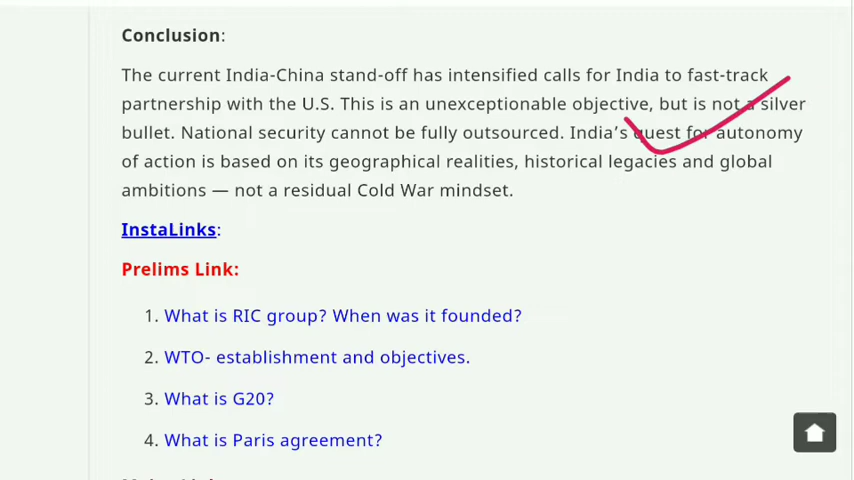 Conclusion:
The current India-China stand-off has intensified calls for India to fast-track
partnership with the U.S. This is an unexceptionable objective, but is not a silver
bullet. National security cannot be fully outsourced. India’s quest for autonomy
of action is based on its geographical realities, historical legacies and global
ambitions — not a residual Cold War mindset.
InstaLinks:
Prelims Link:
1. What is RIC group? When was it founded?
2. WTO- establishment and objectives.
3. What is G20?
4. What is Paris agreement?